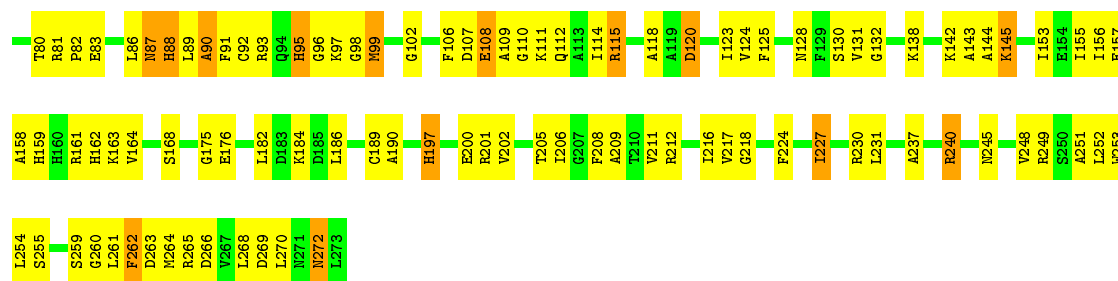 T80 R81 P82 E83 L86 N87 H88 L89 A90 F91 C92 R93 Q94 H95 G96 K97 G98 M99 G102 F106 D107 E108 A109 G110 K111 Q112 A113 I114 R115 A118 A119 D120 I123 V124 F125 N128 F129 S130 V131 G132 K138 K142 A143 A144 K145 I153 E154 I155 I156 E157
A158 H159 H160 R161 H162 K163 V164 S168 G175 E176 L182 D183 K184 D185 L186 C189 A190 H197 E200 R201 V202 T205 I206 G207 F208 A209 T210 V211 R212 I216 V217 G218 F224 I227 R230 L231 A237 R240 N245 V248 R249 S250 A251 L252 W253
L254 S255 S259 G260 L261 F262 D263 M264 R265 D266 V267 L268 D269 L270 N271 N272 L273